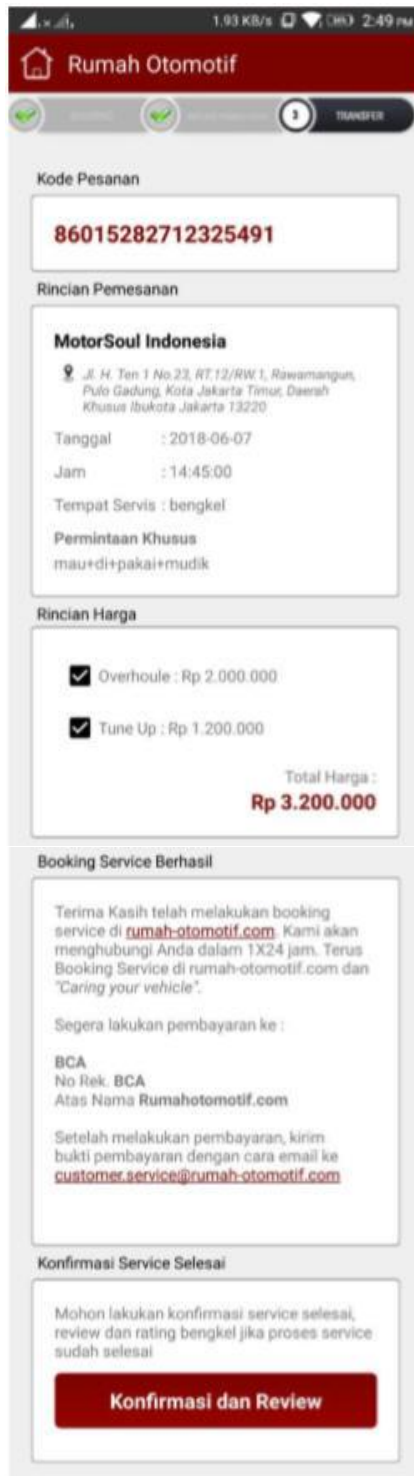 1.93 KB/s 2:49 PM
Rumah Otomotif
3 TRANSFER
Kode Pesanan
86015282712325491
Rincian Pemesanan
MotorSoul Indonesia
Jl. H. Ten 1 No.23, RT.12/RW.1, Rawamangun,
Pulo Gadung, Kota Jakarta Timur, Daerah
Khusus Ibukota Jakarta 13220
Tanggal : 2018-06-07
Jam : 14:45:00
Tempat Servis : bengkel
Permintaan Khusus
mau+di+pakai+mudik
Rincian Harga
Overhoule : Rp 2.000.000
Tune Up : Rp 1.200.000
Total Harga :
Rp 3.200.000
Booking Service Berhasil
Terima Kasih telah melakukan booking
service di rumah-otomotif.com. Kami akan
menghubungi Anda dalam 1X24 jam. Terus
Booking Service di rumah-otomotif.com dan
"Caring your vehicle".
Segera lakukan pembayaran ke :
BCA
No Rek. BCA
Atas Nama Rumahotomotif.com
Setelah melakukan pembayaran, kirim
bukti pembayaran dengan cara email ke
customer.service@rumah-otomotif.com
Konfirmasi Service Selesai
Mohon lakukan konfirmasi service selesai,
review dan rating bengkel jika proses service
sudah selesai
Konfirmasi dan Review